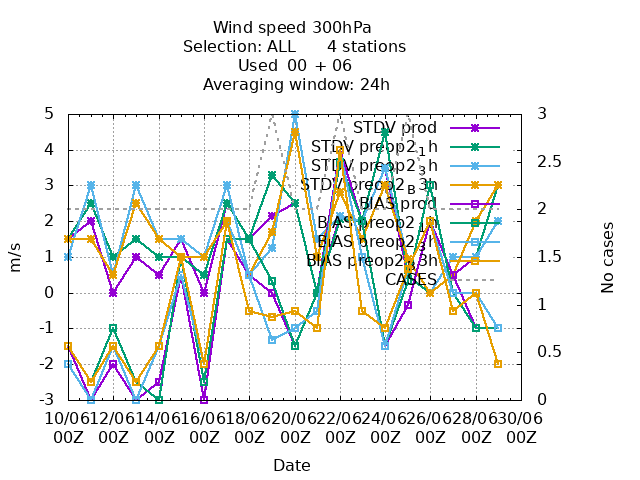 Wind speed 300hPa
Selection: ALL 4 stations
Used 00 + 06
Averaging window: 24h
5
4
3
2
1
0
-1
-2
-3
m/s
3
2.5
2
1.5
1
0.5
0
No cases
STDV prod
STDV preop2_1h
STDV preop2_3h
STDV preop2_B3h
BIAS prod
BIAS preop2_1h
BIAS preop2_3h
BIAS preop2_B3h
CASES
10/06 12/06 14/06 16/06 18/06 20/06 22/06 24/06 26/06 28/06 30/06
00Z 00Z 00Z 00Z 00Z 00Z 00Z 00Z 00Z 00Z 00Z
Date